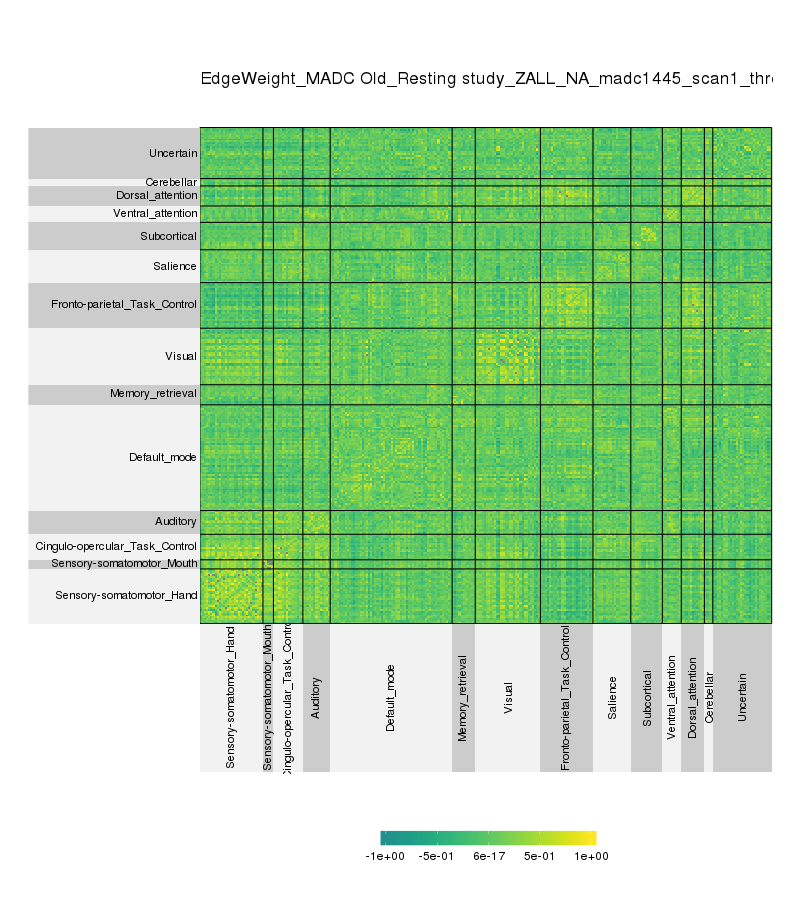 EdgeWeight_MADC Old_Resting study_ZALL_NA_madc1445_scan1_thr
Uncertain
Cerebellar
Dorsal_attention
Ventral_attention
Subcortical
Salience
Fronto-parietal_Task_Control
Visual
Memory_retrieval
Default_mode
Auditory
Cingulo-opercular_Task_Control
Sensory-somatomotor_Mouth
Sensory-somatomotor_Hand
Sensory-somatomotor_Hand
Sensory-somatomotor_Mouth
Cingulo-opercular_Task_Contro
Auditory
Default_mode
Memory_retrieval
Visual
Fronto-parietal_Task_Control
Salience
Subcortical
Ventral_attention
Dorsal_attention
Cerebellar
Uncertain
-1e+00 -5e-01 6e-17 5e-01 1e+00